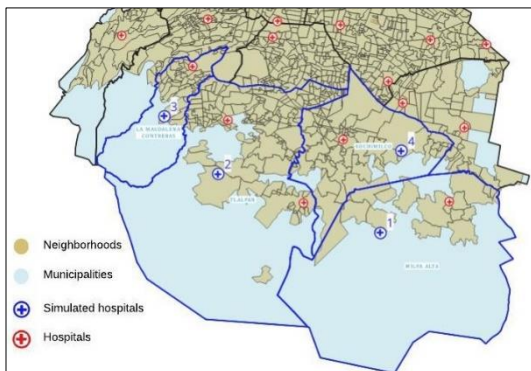 3
LA MAGDALENA
CONTRERAS
XOCHIMILCO
4
2
TLALPAN
1
MILPA ALTA
Neighborhoods
Municipalities
Simulated hospitals
Hospitals